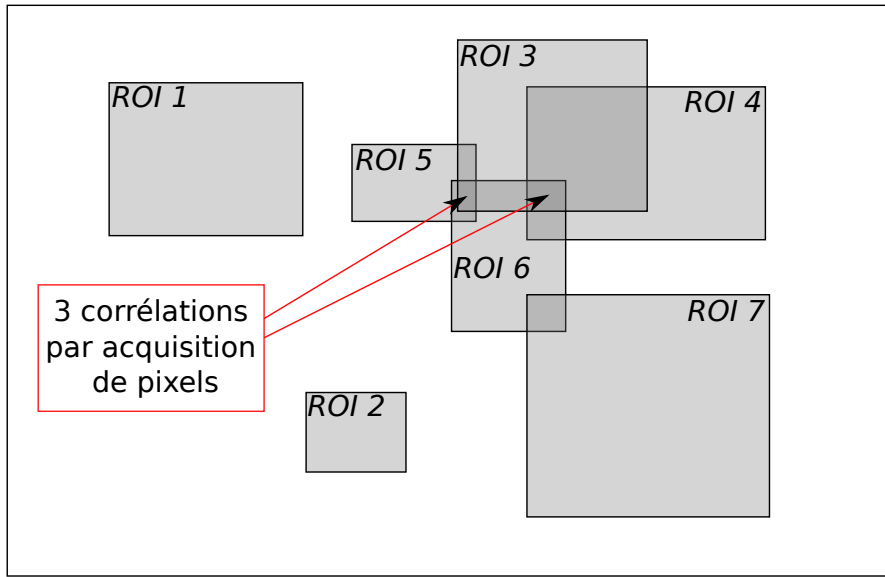 ROI 3
ROI 1
ROI 4
ROI 5
ROI 6
3 corrélations
par acquisition
de pixels
ROI 7
ROI 2